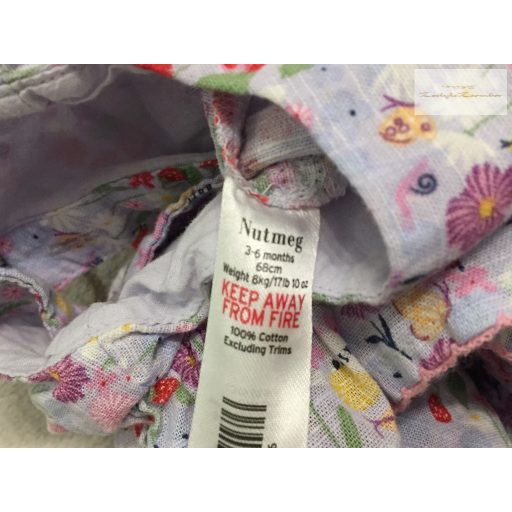 Nutmeg
3-6 months
68cm
Weight 8kg/17lb 10 oz
KEEP AWAY
FROM FIRE
100% Cotton
Excluding Trims